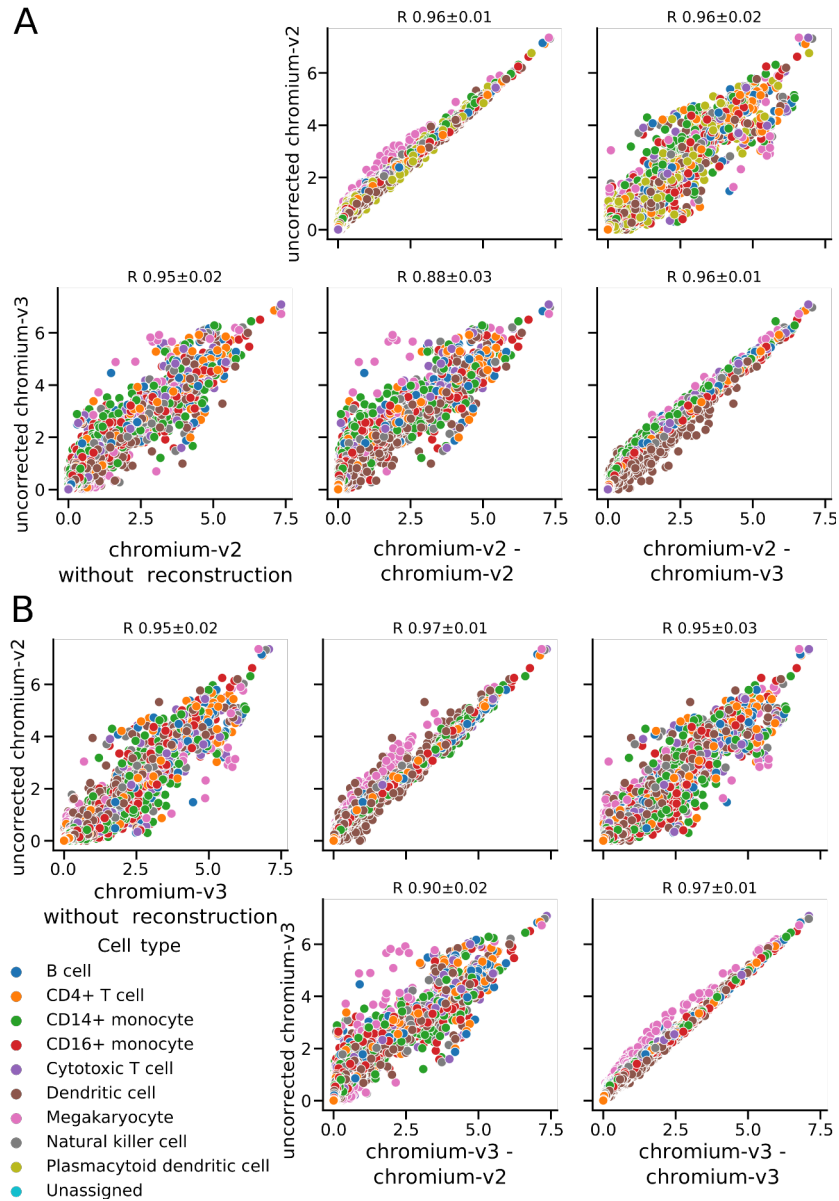 A
R 0.96±0.01
R 0.96±0.02
uncorrected chromium-v2
6
4
2
0
R 0.95±0.02
R 0.88±0.03
R 0.96±0.01
uncorrected chromium-v3
6
4
2
0
0.0 2.5 5.0 7.5
0.0 2.5 5.0 7.5
0.0 2.5 5.0 7.5
chromium-v2
without reconstruction
chromium-v2 -
chromium-v2
chromium-v2 -
chromium-v3
B
R 0.95±0.02
R 0.97±0.01
R 0.95±0.03
uncorrected chromium-v2
6
4
2
0
0.0 2.5 5.0 7.5
chromium-v3
without reconstruction
R 0.90±0.02
R 0.97±0.01
uncorrected chromium-v3
6
4
2
0
0.0 2.5 5.0 7.5
0.0 2.5 5.0 7.5
chromium-v3 -
chromium-v2
chromium-v3 -
chromium-v3
Cell type
B cell
CD4+ T cell
CD14+ monocyte
CD16+ monocyte
Cytotoxic T cell
Dendritic cell
Megakaryocyte
Natural killer cell
Plasmacytoid dendritic cell
Unassigned